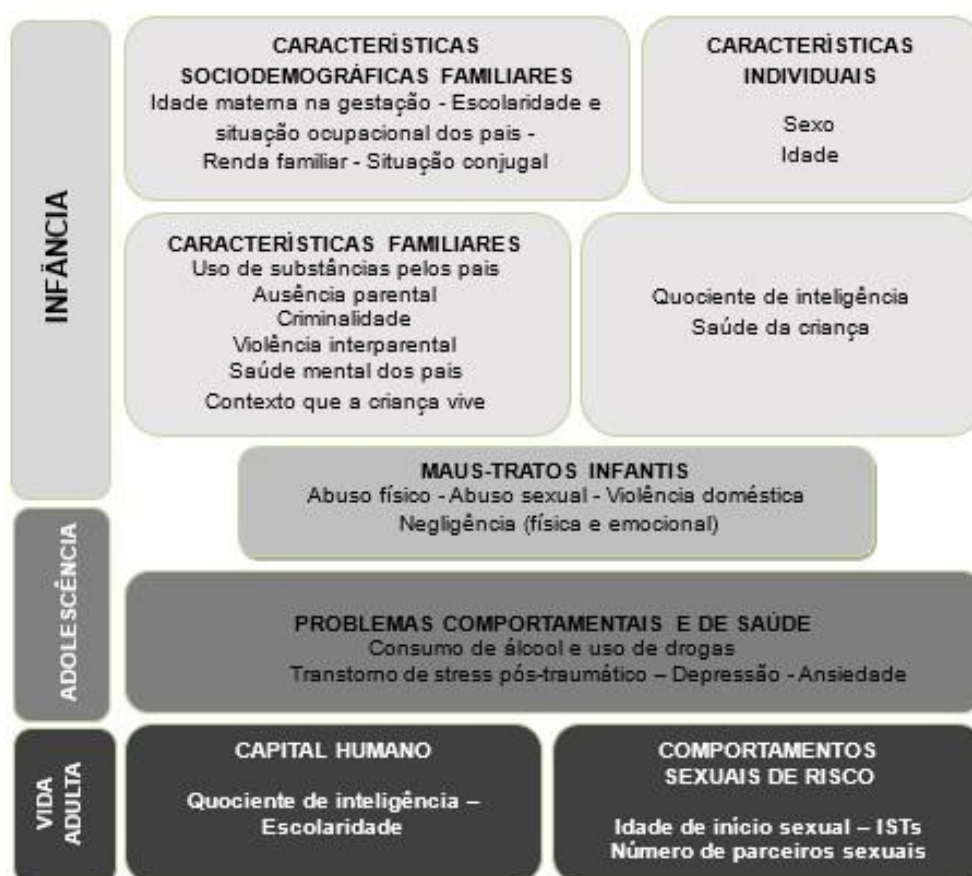 INFÂNCIA
CARACTERÍSTICAS
SOCIODEMOGRÁFICAS FAMILIARES
Idade materna na gestação - Escolaridade e
situação ocupacional dos pais -
Renda familiar - Situação conjugal
CARACTERÍSTICAS
INDIVIDUAIS
Sexo
Idade
CARACTERÍSTICAS FAMILIARES
Uso de substâncias pelos pais
Ausência parental
Criminalidade
Violência interparental
Saúde mental dos pais
Contexto que a criança vive
Quociente de inteligência
Saúde da criança
MAUS-TRATOS INFANTIS
Abuso físico - Abuso sexual - Violência doméstica
Negligência (física e emocional)
ADOLESCÊNCIA
PROBLEMAS COMPORTAMENTAIS E DE SAÚDE
Consumo de álcool e uso de drogas
Transtorno de stress pós-traumático – Depressão - Ansiedade
VIDA
ADULTA
CAPITAL HUMANO
Quociente de inteligência –
Escolaridade
COMPORTAMENTOS
SEXUAIS DE RISCO
Idade de início sexual – ISTs
Número de parceiros sexuais